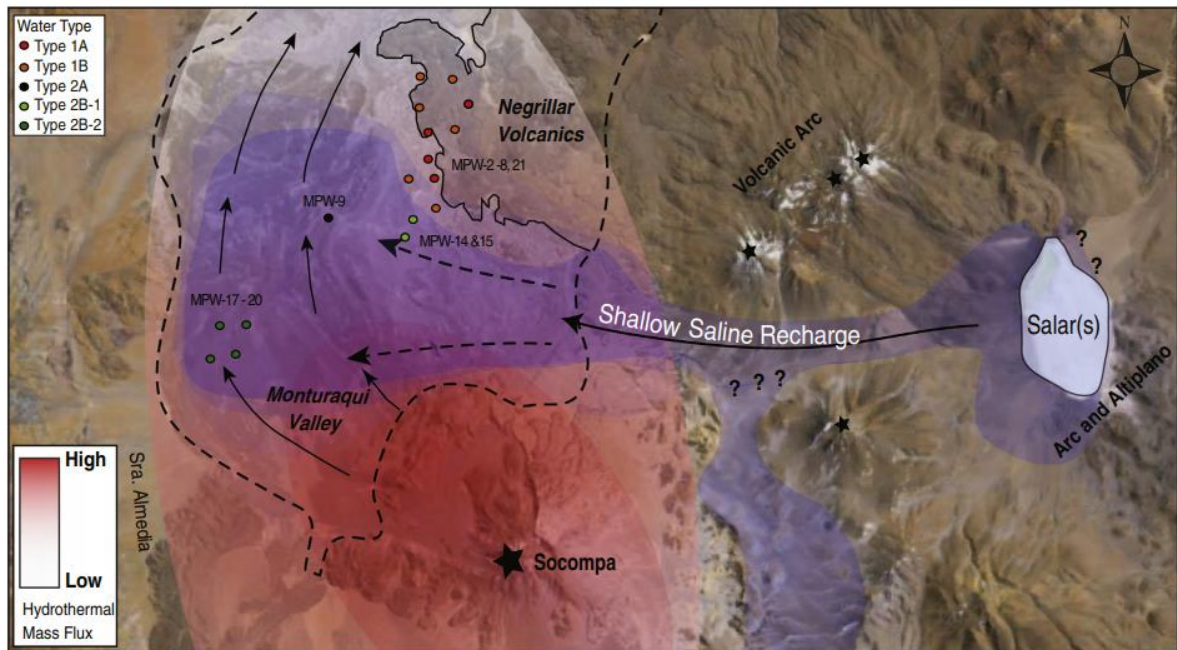 Water Type
Type 1A
Type 1B
Type 2A
Type 2B-1
Type 2B-2
N
Negrillar
Volcanics
MPW-2 -8, 21
Volcanic Arc
MPW-9
MPW-14 &15
MPW-17 - 20
Shallow Saline Recharge
?
?
Salar(s)
? ? ?
Monturaqui
Valley
Arc and Altiplano
High
Low
Hydrothermal
Mass Flux
Sra. Almedia
Socompa